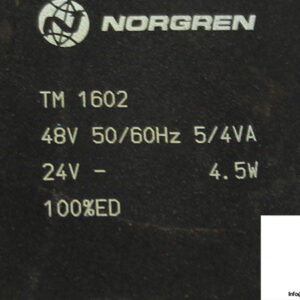 NORGREN
TM 1602
48V 50/60Hz 5/4VA
24V - 4.5W
100%ED